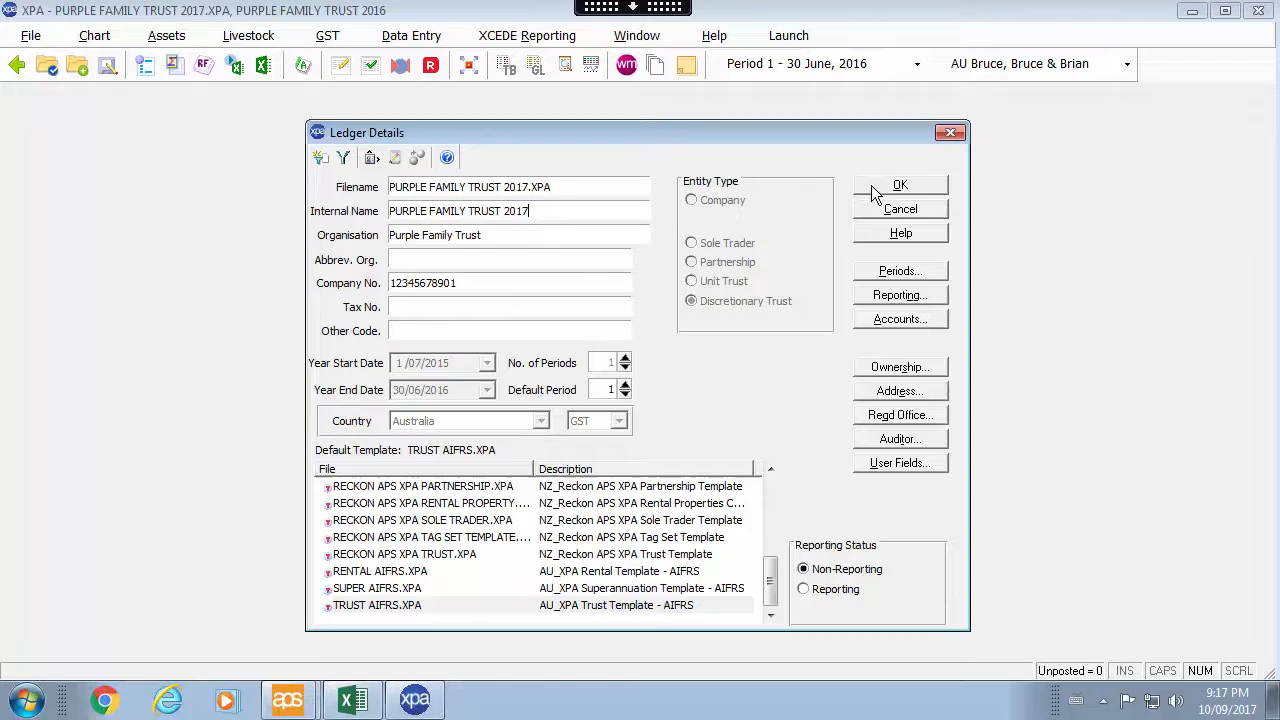 xpa XPA - PURPLE FAMILY TRUST 2017.XPA, PURPLE FAMILY TRUST 2016
File Chart Assets Livestock GST Data Entry XCEDE Reporting Window Help Launch
RF R TB GL wm Period 1 - 30 June, 2016 AU Bruce, Bruce & Brian
xpa Ledger Details
Filename PURPLE FAMILY TRUST 2017.XPA
Internal Name PURPLE FAMILY TRUST 2017
Organisation Purple Family Trust
Abbrev. Org.
Company No. 12345678901
Tax No.
Other Code.
Year Start Date 1 /07/2015 No. of Periods 1
Year End Date 30/06/2016 Default Period 1
Country Australia GST
Entity Type
Company
Sole Trader
Partnership
Unit Trust
Discretionary Trust
OK
Cancel
Help
Periods...
Reporting...
Accounts...
Ownership...
Address...
Regd Office...
Auditor...
User Fields...
Default Template: TRUST AIFRS.XPA
File Description
RECKON APS XPA PARTNERSHIP.XPA NZ_Reckon APS XPA Partnership Template
RECKON APS XPA RENTAL PROPERTY.... NZ_Reckon APS XPA Rental Properties C...
RECKON APS XPA SOLE TRADER.XPA NZ_Reckon APS XPA Sole Trader Template
RECKON APS XPA TAG SET TEMPLATE.... NZ_Reckon APS XPA Tag Set Template
RECKON APS XPA TRUST.XPA NZ_Reckon APS XPA Trust Template
RENTAL AIFRS.XPA AU_XPA Rental Template - AIFRS
SUPER AIFRS.XPA AU_XPA Superannuation Template - AIFRS
TRUST AIFRS.XPA AU_XPA Trust Template - AIFRS
Reporting Status
Non-Reporting
Reporting
Unposted = 0 INS CAPS NUM SCRL
aps xpa 9:17 PM
10/09/2017